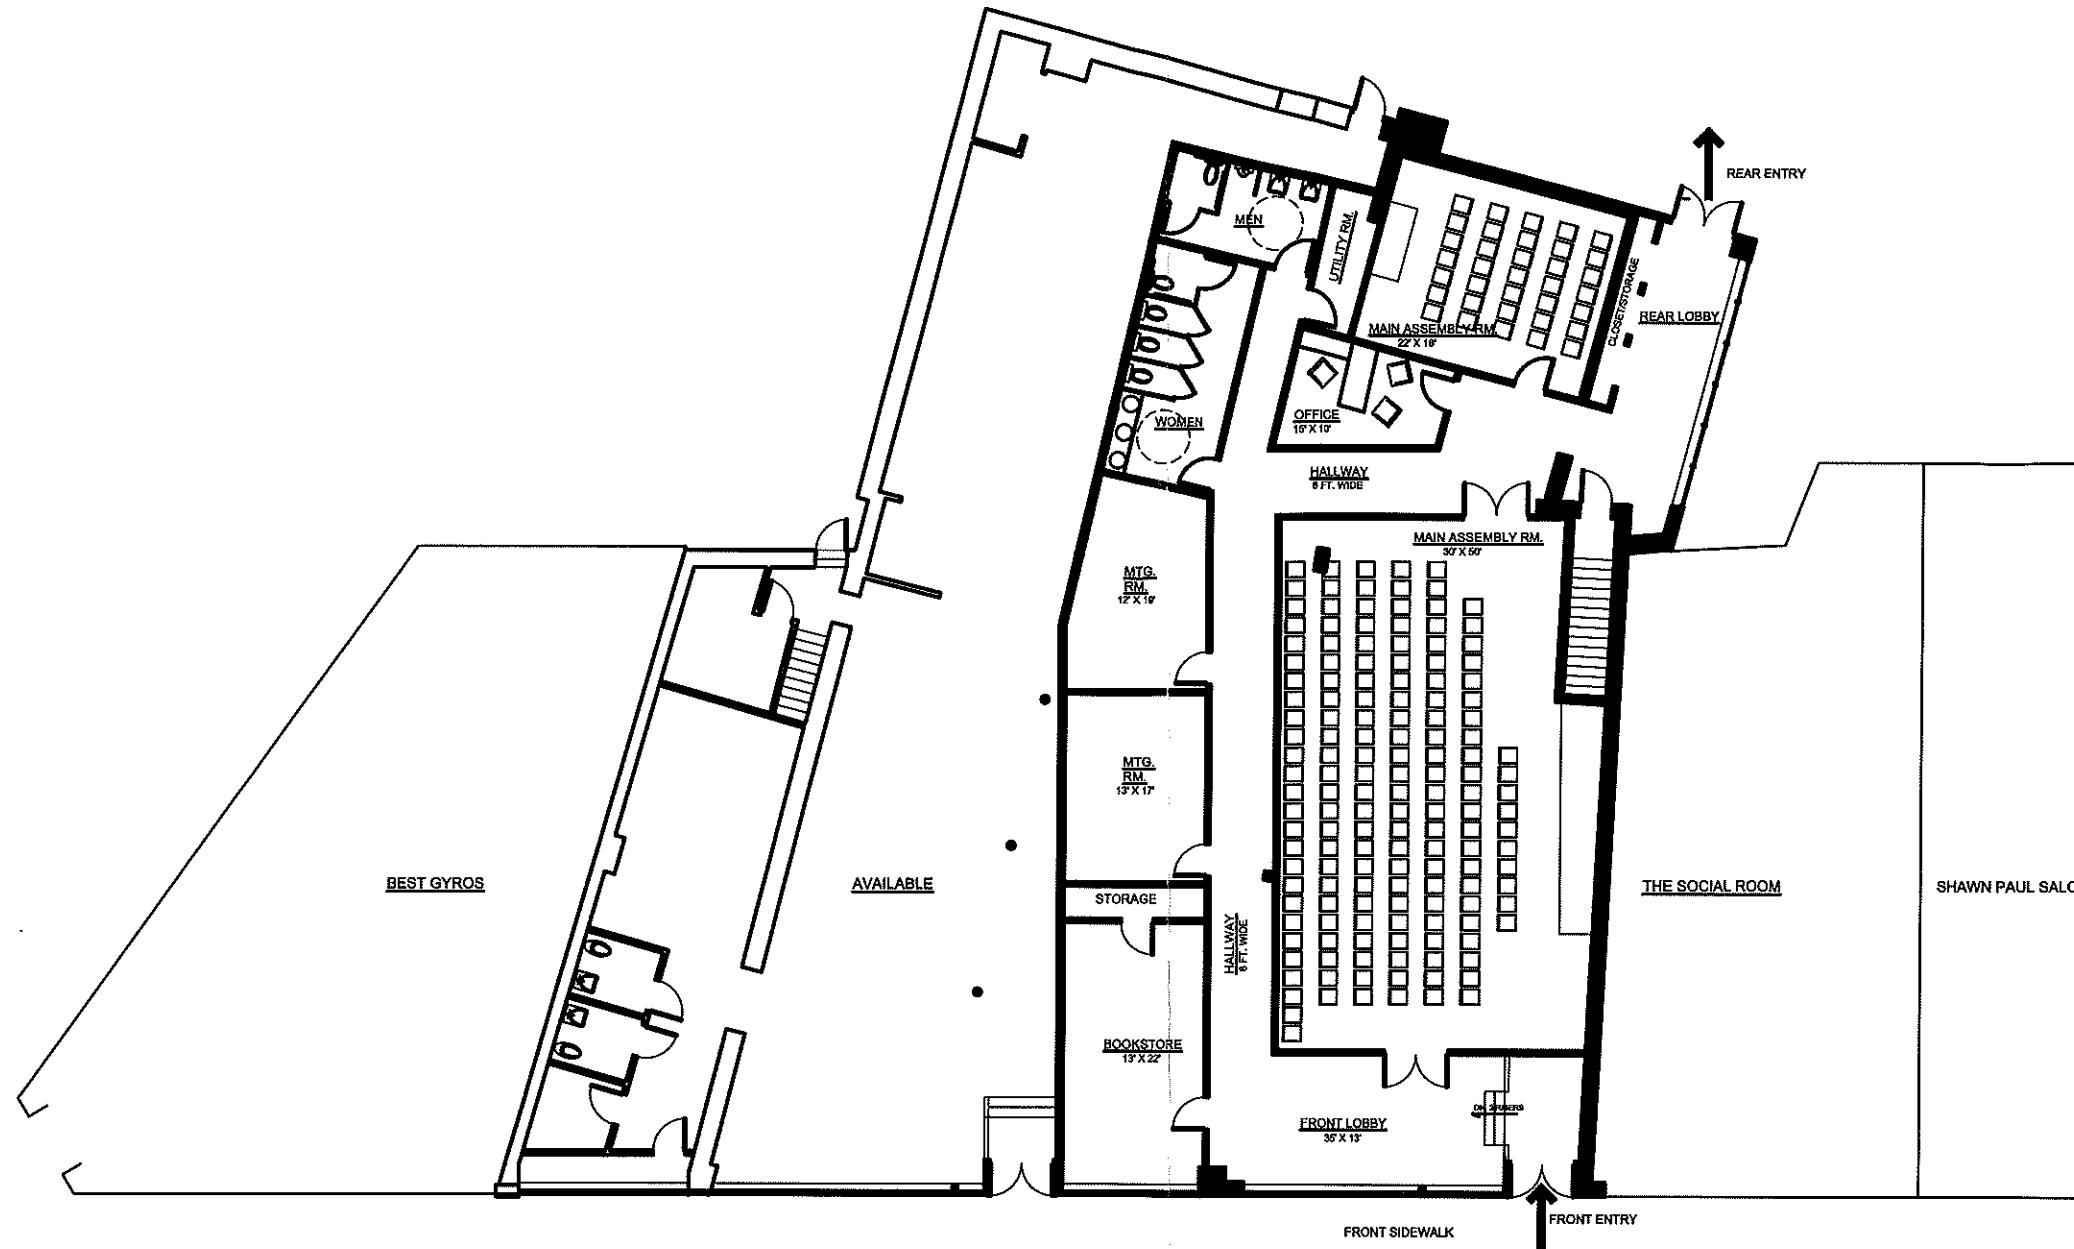 REAR ENTRY
MEN
UTILITY RM.
CLOSET/STORAGE
REAR LOBBY
MAIN ASSEMBLY RM.
22' X 18'
WOMEN
OFFICE
15' X 10'
HALLWAY
6 FT. WIDE
MAIN ASSEMBLY RM.
30' X 50'
MTG.
RM.
12' X 19'
MTG.
RM.
13' X 17'
BEST GYROS
AVAILABLE
STORAGE
HALLWAY
6 FT. WIDE
THE SOCIAL ROOM
SHAWN PAUL SALO
BOOKSTORE
13' X 22'
FRONT LOBBY
35' X 13'
FRONT ENTRY
FRONT SIDEWALK